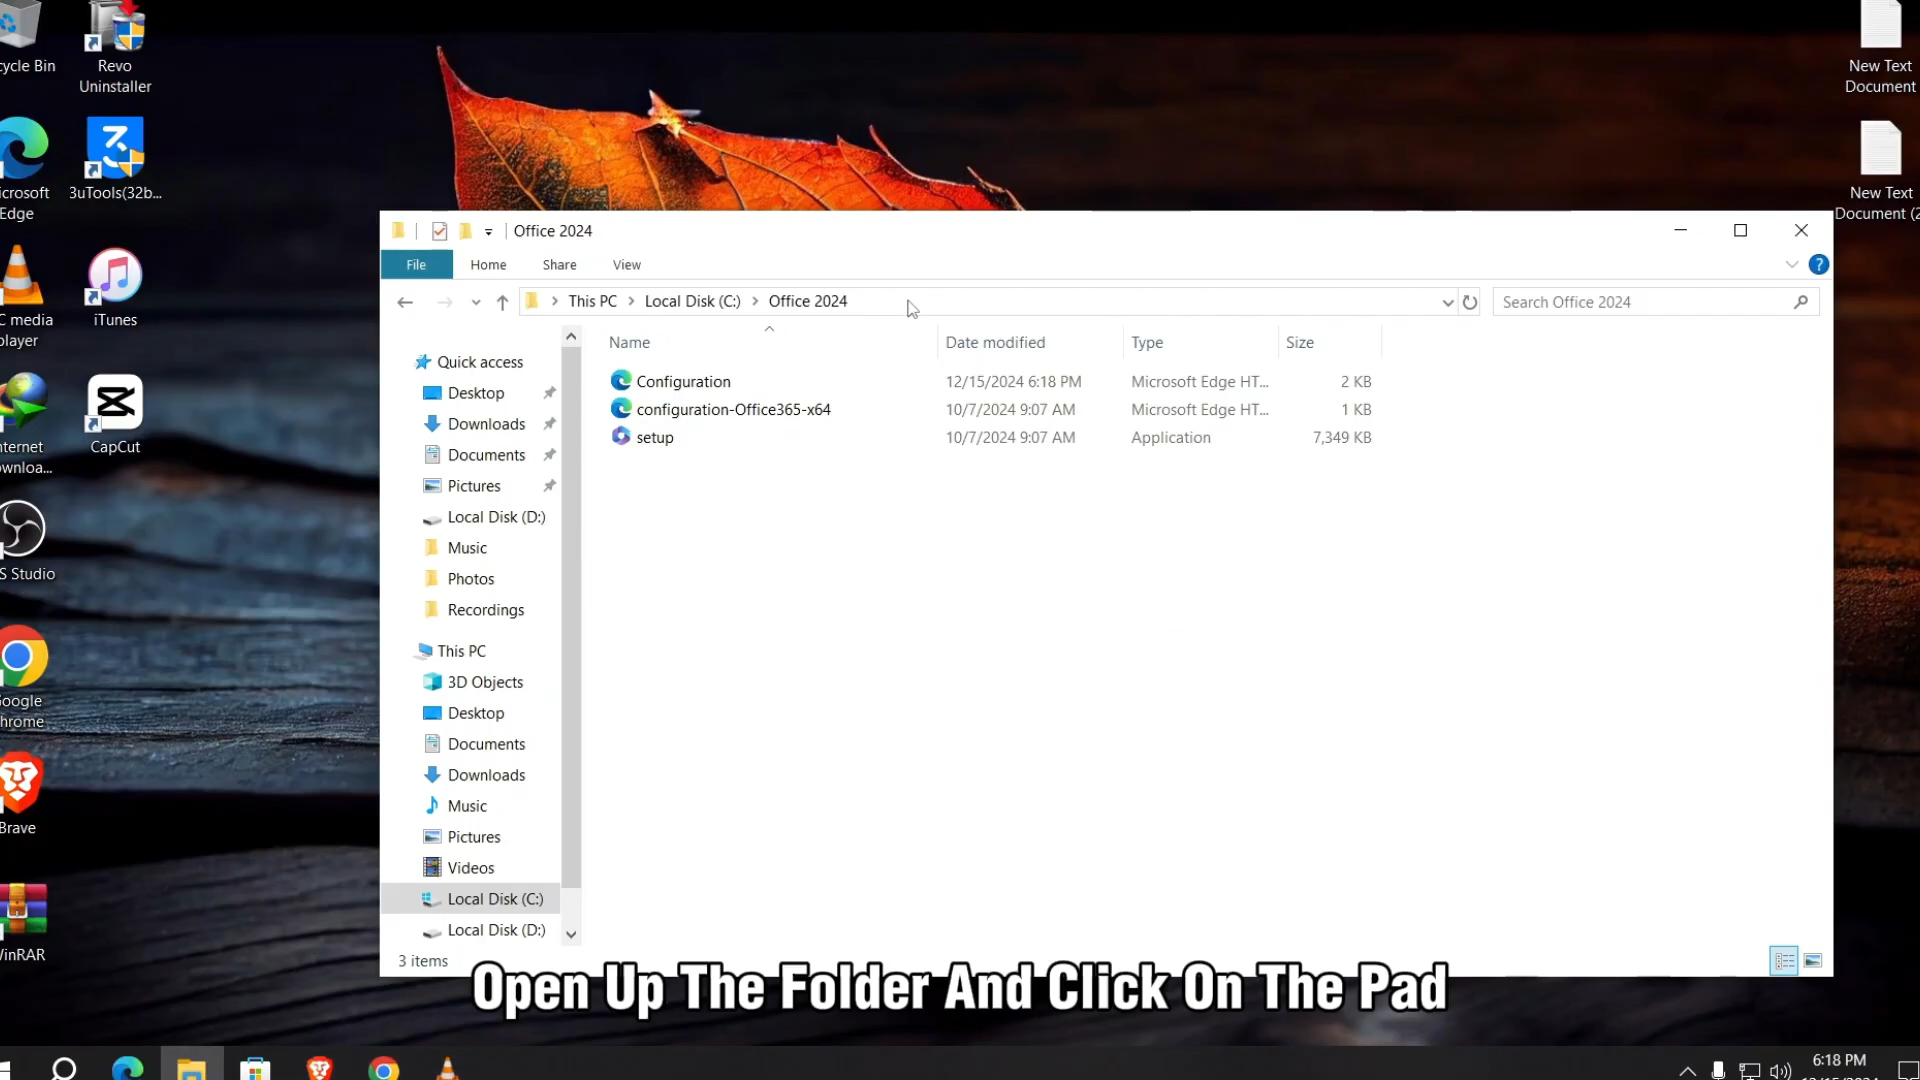 cycle Bin
Revo
Uninstaller
icrosoft
Edge
3uTools(32b...
C media
player
iTunes
nternet
ownloa...
CapCut
S Studio
Google
hrome
Brave
WinRAR
New Text
Document
New Text
Document (2
Office 2024
File
Home
Share
View
This PC
Local Disk (C:)
Office 2024
Search Office 2024
Name
Date modified
Type
Size
Configuration
12/15/2024 6:18 PM
Microsoft Edge HT...
2 KB
configuration-Office365-x64
10/7/2024 9:07 AM
Microsoft Edge HT...
1 KB
setup
10/7/2024 9:07 AM
Application
7,349 KB
Quick access
Desktop
Downloads
Documents
Pictures
Local Disk (D:)
Music
Photos
Recordings
This PC
3D Objects
Desktop
Documents
Downloads
Music
Pictures
Videos
Local Disk (C:)
Local Disk (D:)
3 items
Open Up The Folder And Click On The Pad
6:18 PM